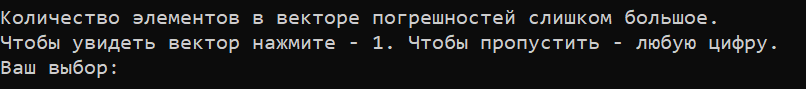 Количество элементов в векторе погрешностей слишком большое.
Чтобы увидеть вектор нажмите - 1. Чтобы пропустить - любую цифру.
Ваш выбор: